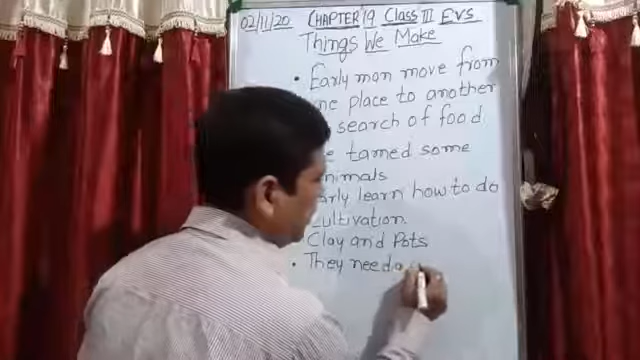 02/11/20 CHAPTER 19 Class III EVS
Things We Make
• Early man move from
place to another
search of food
tamed some
learn how to do
Clay and Pots
• They need